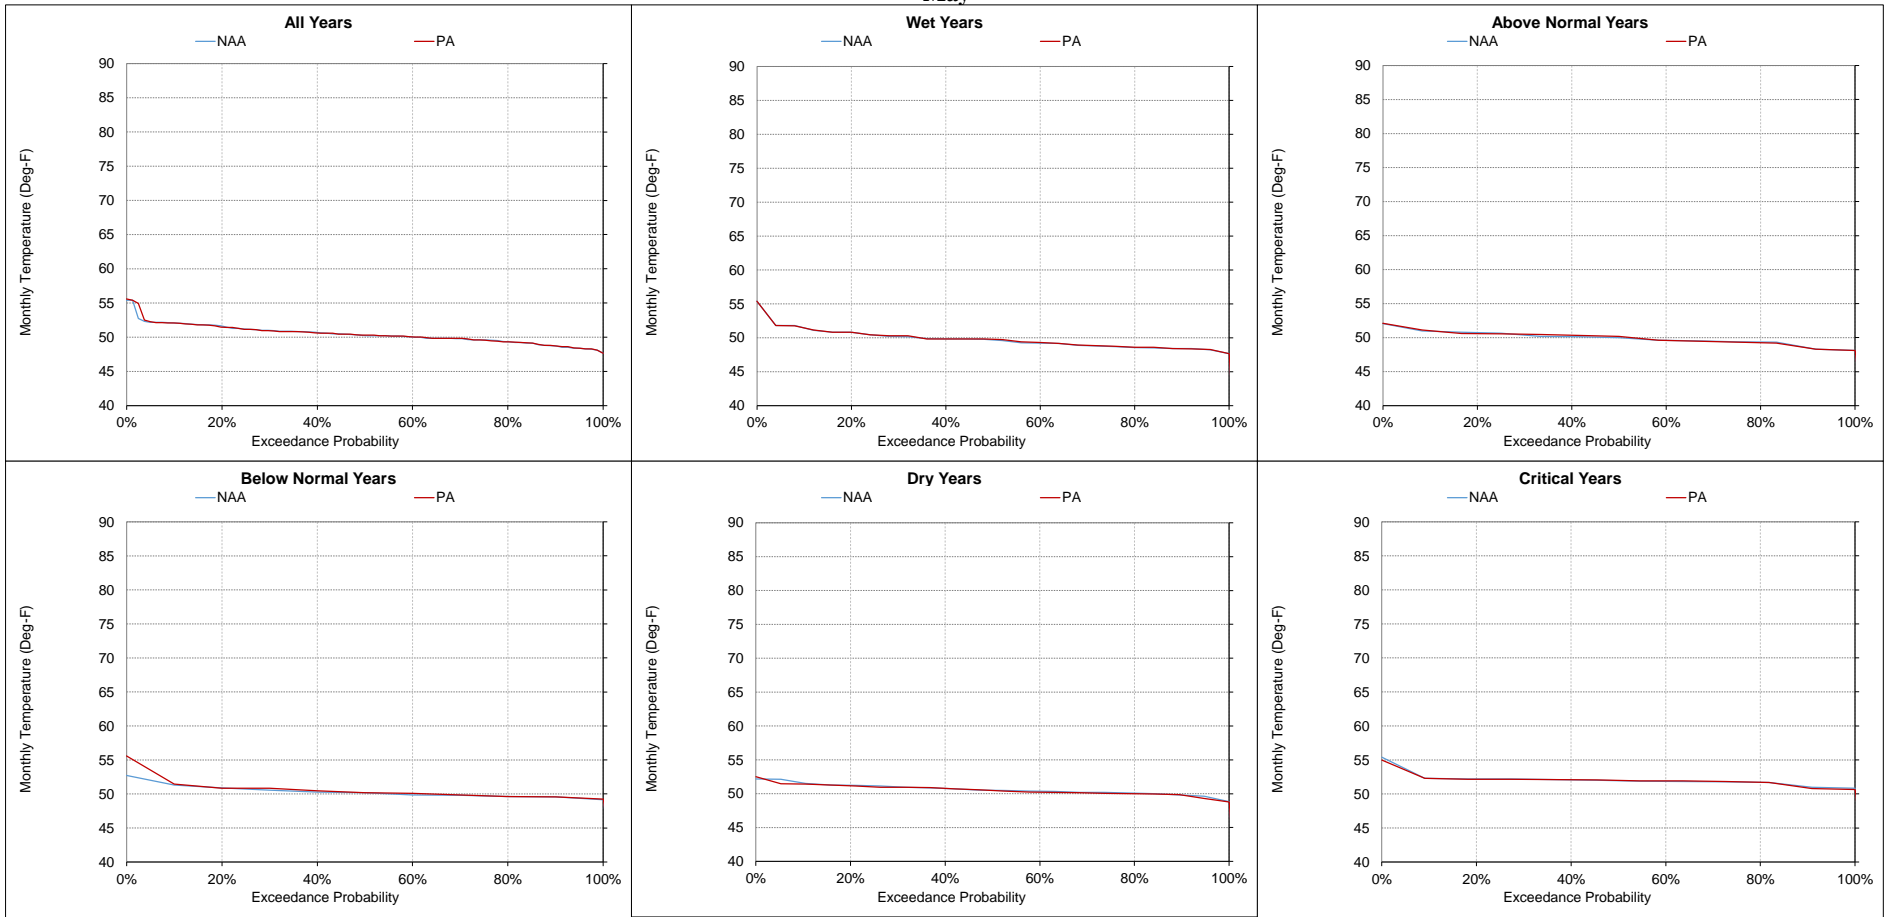 May
All Years
NAA PA
90
85
80
75
70
65
60
55
50
45
40
0% 20% 40% 60% 80% 100%
Exceedance Probability
Monthly Temperature (Deg-F)
Wet Years
NAA PA
90
85
80
75
70
65
60
55
50
45
40
0% 20% 40% 60% 80% 100%
Exceedance Probability
Monthly Temperature (Deg-F)
Above Normal Years
NAA PA
90
85
80
75
70
65
60
55
50
45
40
0% 20% 40% 60% 80% 100%
Exceedance Probability
Monthly Temperature (Deg-F)
Below Normal Years
NAA PA
90
85
80
75
70
65
60
55
50
45
40
0% 20% 40% 60% 80% 100%
Exceedance Probability
Monthly Temperature (Deg-F)
Dry Years
NAA PA
90
85
80
75
70
65
60
55
50
45
40
0% 20% 40% 60% 80% 100%
Exceedance Probability
Monthly Temperature (Deg-F)
Critical Years
NAA PA
90
85
80
75
70
65
60
55
50
45
40
0% 20% 40% 60% 80% 100%
Exceedance Probability
Monthly Temperature (Deg-F)